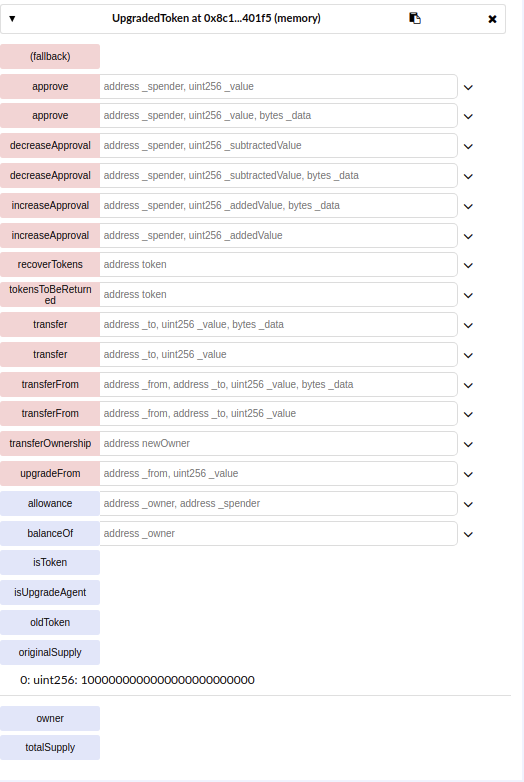 ▼ UpgradedToken at 0x8c1...401f5 (memory) ✖
(fallback)
approve address _spender, uint256 _value
approve address _spender, uint256 _value, bytes _data
decreaseApproval address _spender, uint256 _subtractedValue
decreaseApproval address _spender, uint256 _subtractedValue, bytes _data
increaseApproval address _spender, uint256 _addedValue, bytes _data
increaseApproval address _spender, uint256 _addedValue
recoverTokens address token
tokensToBeReturn
ed address token
transfer address _to, uint256 _value, bytes _data
transfer address _to, uint256 _value
transferFrom address _from, address _to, uint256 _value, bytes _data
transferFrom address _from, address _to, uint256 _value
transferOwnership address newOwner
upgradeFrom address _from, uint256 _value
allowance address _owner, address _spender
balanceOf address _owner
isToken
isUpgradeAgent
oldToken
originalSupply
0: uint256: 1000000000000000000000000
owner
totalSupply